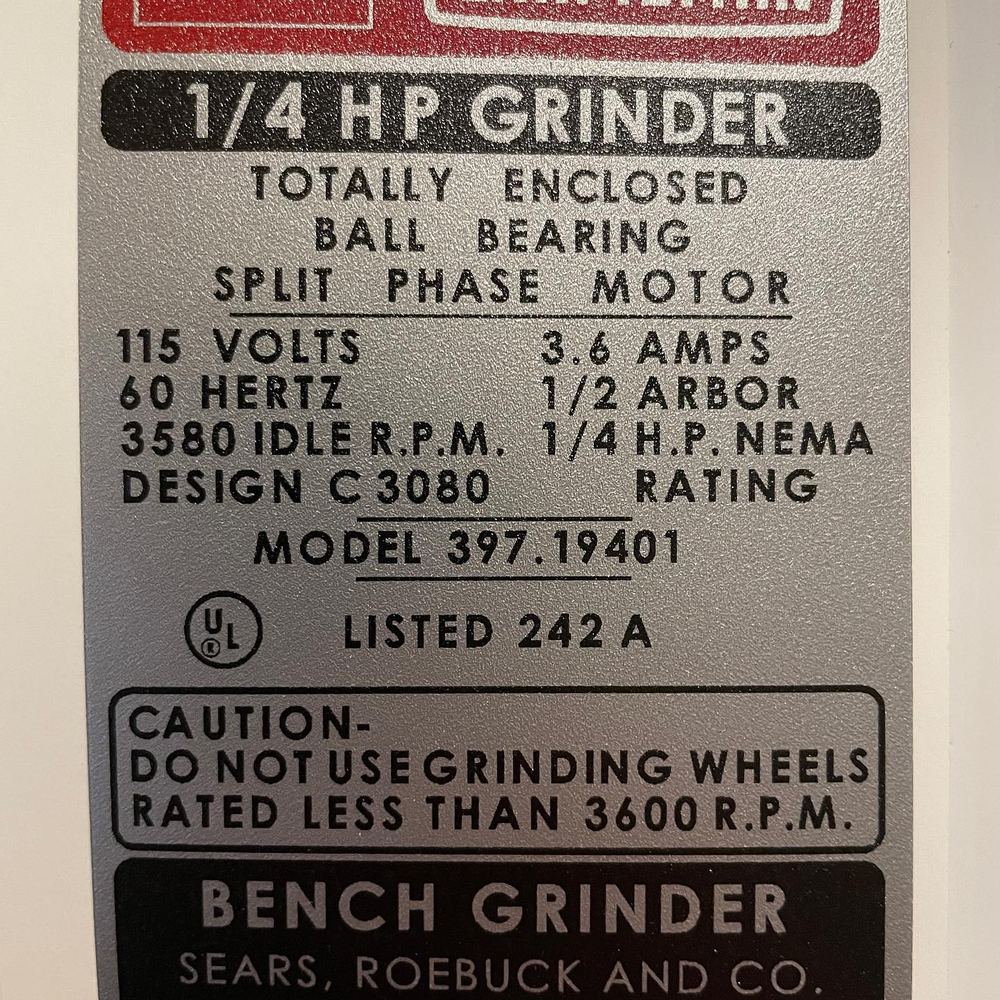 1/4 HP GRINDER
TOTALLY ENCLOSED
BALL BEARING
SPLIT PHASE MOTOR
115 VOLTS 3.6 AMPS
60 HERTZ 1/2 ARBOR
3580 IDLE R.P.M. 1/4 H.P. NEMA
DESIGN C3080 RATING
MODEL 397.19401
UL ® LISTED 242 A
CAUTION-
DO NOT USE GRINDING WHEELS
RATED LESS THAN 3600 R.P.M.
BENCH GRINDER
SEARS, ROEBUCK AND CO.